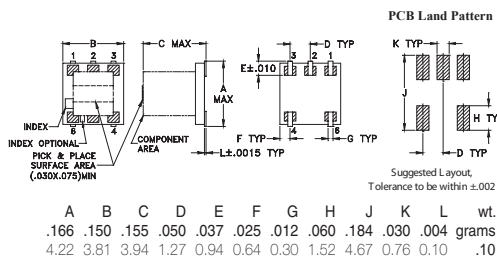 PCB Land Pattern
B
C MAX
D TYP
K TYP
1 2 3
3 2 1
E±.010
A
MAX
J
H TY
INDEX
INDEX OPTIONAL
6 4
4 6
F TYP
G TYP
D TYP
PICK & PLACE
SURFACE AREA
(.030X.075)MIN
COMPONENT
AREA
L±.0015 TYP
Suggested Layout,
Tolerance to be within ±.002
A B C D E F G H J K L wt.
.166 .150 .155 .050 .037 .025 .012 .060 .184 .030 .004 grams
4.22 3.81 3.94 1.27 0.94 0.64 0.30 1.52 4.67 0.76 0.10 .10